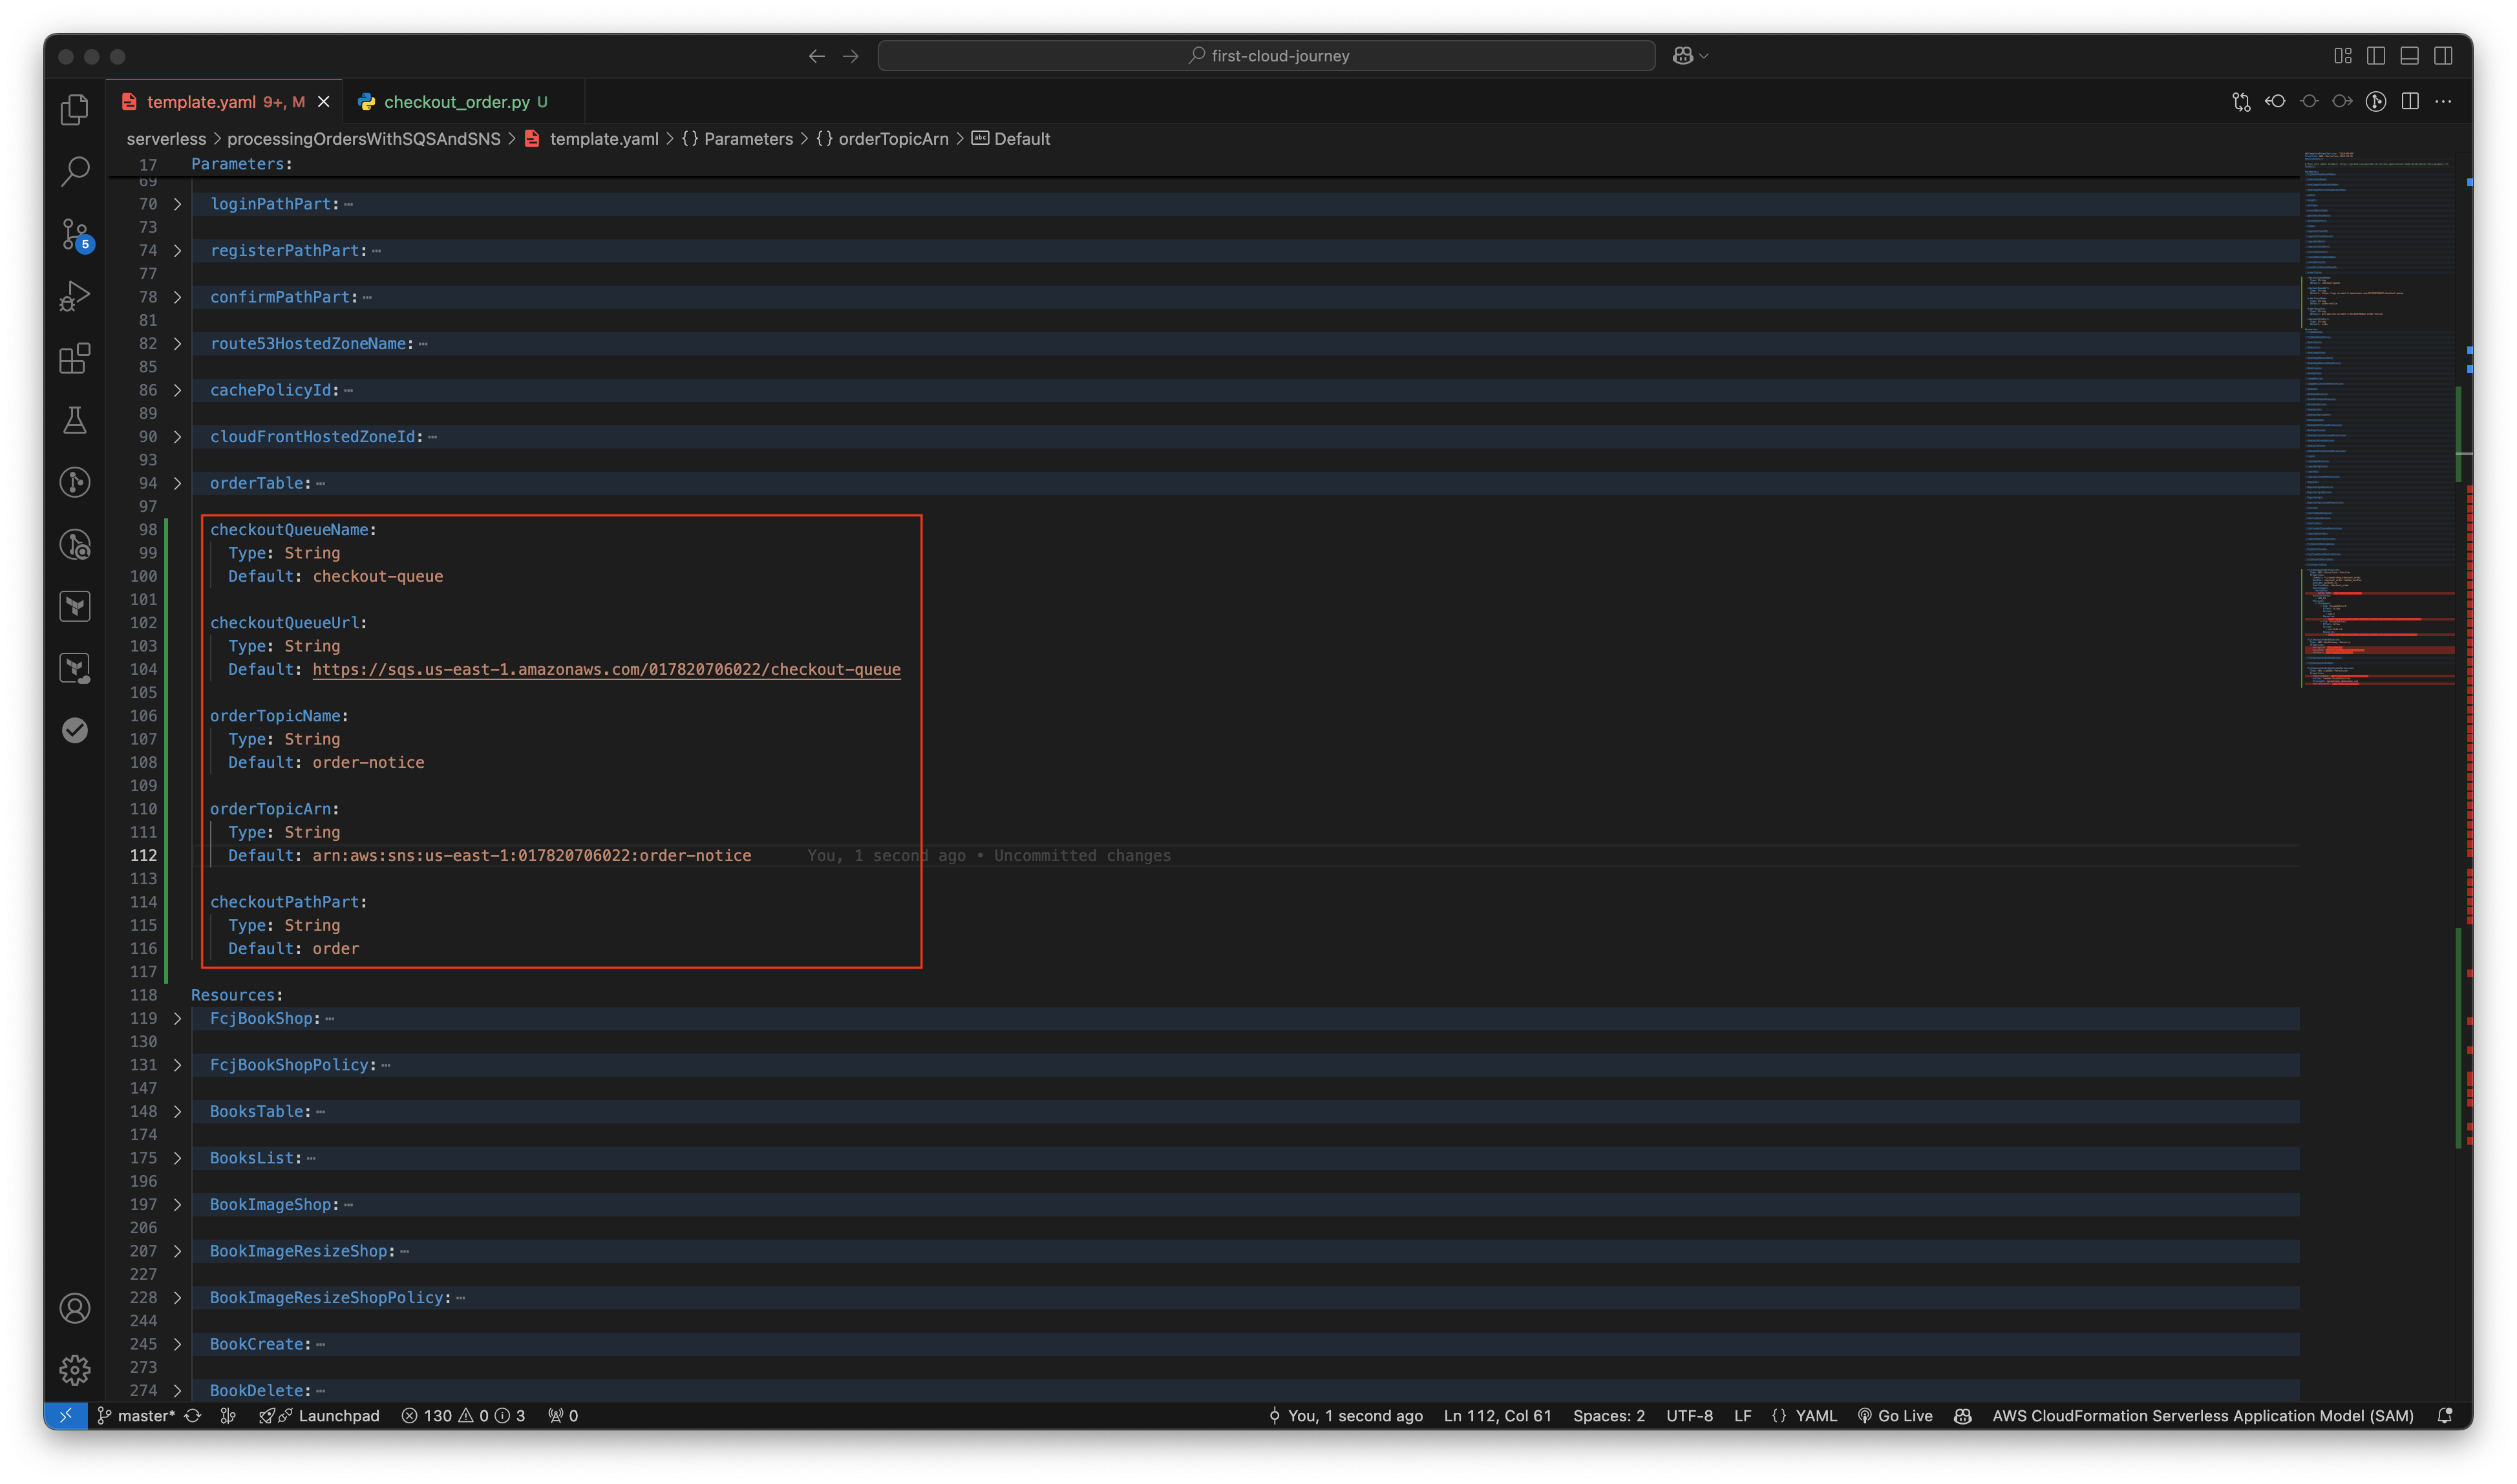 first-cloud-journey
template.yaml 9+, M
checkout_order.py U
serverless > processingOrdersWithSQSAndSNS > template.yaml > {} Parameters > {} orderTopicArn > Default
17 Parameters:
69
70 loginPathPart: ⋯
73
74 registerPathPart: ⋯
77
78 confirmPathPart: ⋯
81
82 route53HostedZoneName: ⋯
85
86 cachePolicyId: ⋯
89
90 cloudFrontHostedZoneId: ⋯
93
94 orderTable: ⋯
97
98 checkoutQueueName:
99 Type: String
100 Default: checkout-queue
101
102 checkoutQueueUrl:
103 Type: String
104 Default: https://sqs.us-east-1.amazonaws.com/017820706022/checkout-queue
105
106 orderTopicName:
107 Type: String
108 Default: order-notice
109
110 orderTopicArn:
111 Type: String
112 Default: arn:aws:sns:us-east-1:017820706022:order-notice You, 1 second ago • Uncommitted changes
113
114 checkoutPathPart:
115 Type: String
116 Default: order
117
118 Resources:
119 FcjBookShop: ⋯
130
131 FcjBookShopPolicy: ⋯
147
148 BooksTable: ⋯
174
175 BooksList: ⋯
196
197 BookImageShop: ⋯
206
207 BookImageResizeShop: ⋯
227
228 BookImageResizeShopPolicy: ⋯
244
245 BookCreate: ⋯
273
274 BookDelete: ⋯
5
master* Launchpad 130 0 3 0 You, 1 second ago Ln 112, Col 61 Spaces: 2 UTF-8 LF {} YAML Go Live AWS CloudFormation Serverless Application Model (SAM)